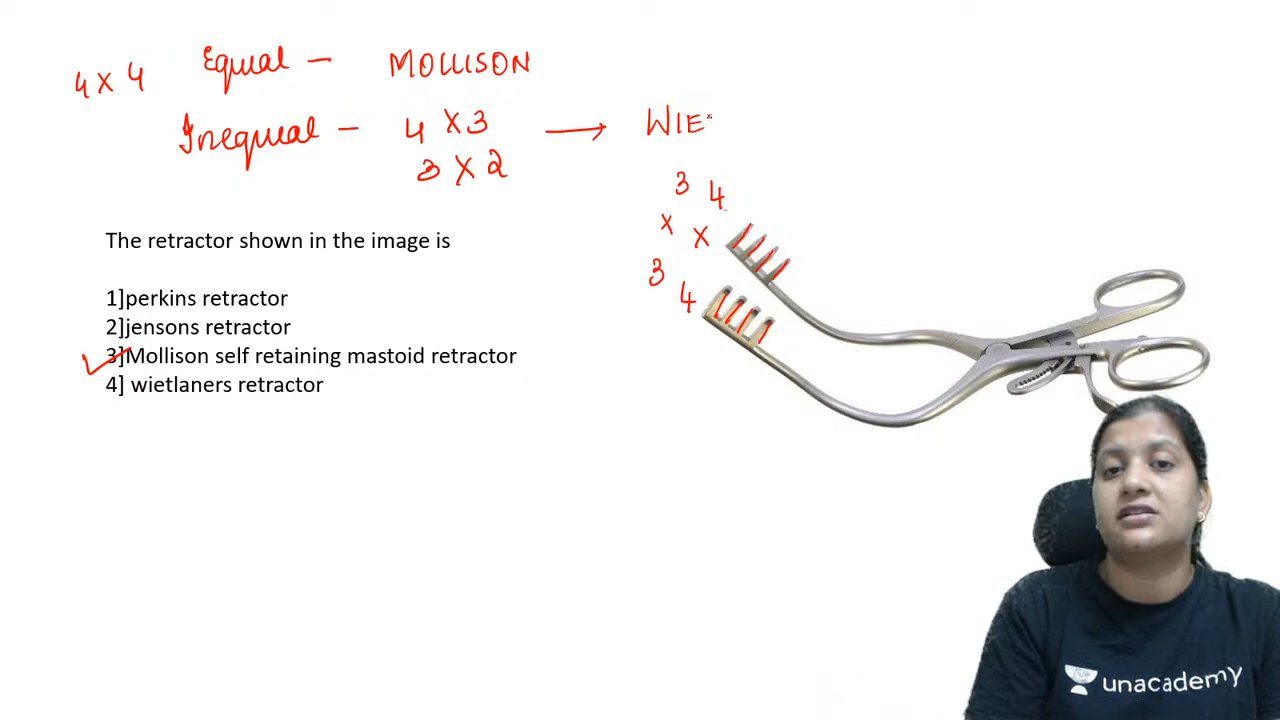 4 X 4 Equal – MOLLISON
Inequal – 4 X 3 → WIE
3 X 2
3 4
X X
3
4
The retractor shown in the image is
1]perkins retractor
2]jensons retractor
3]Mollison self retaining mastoid retractor
4] wietlaners retractor
unacademy